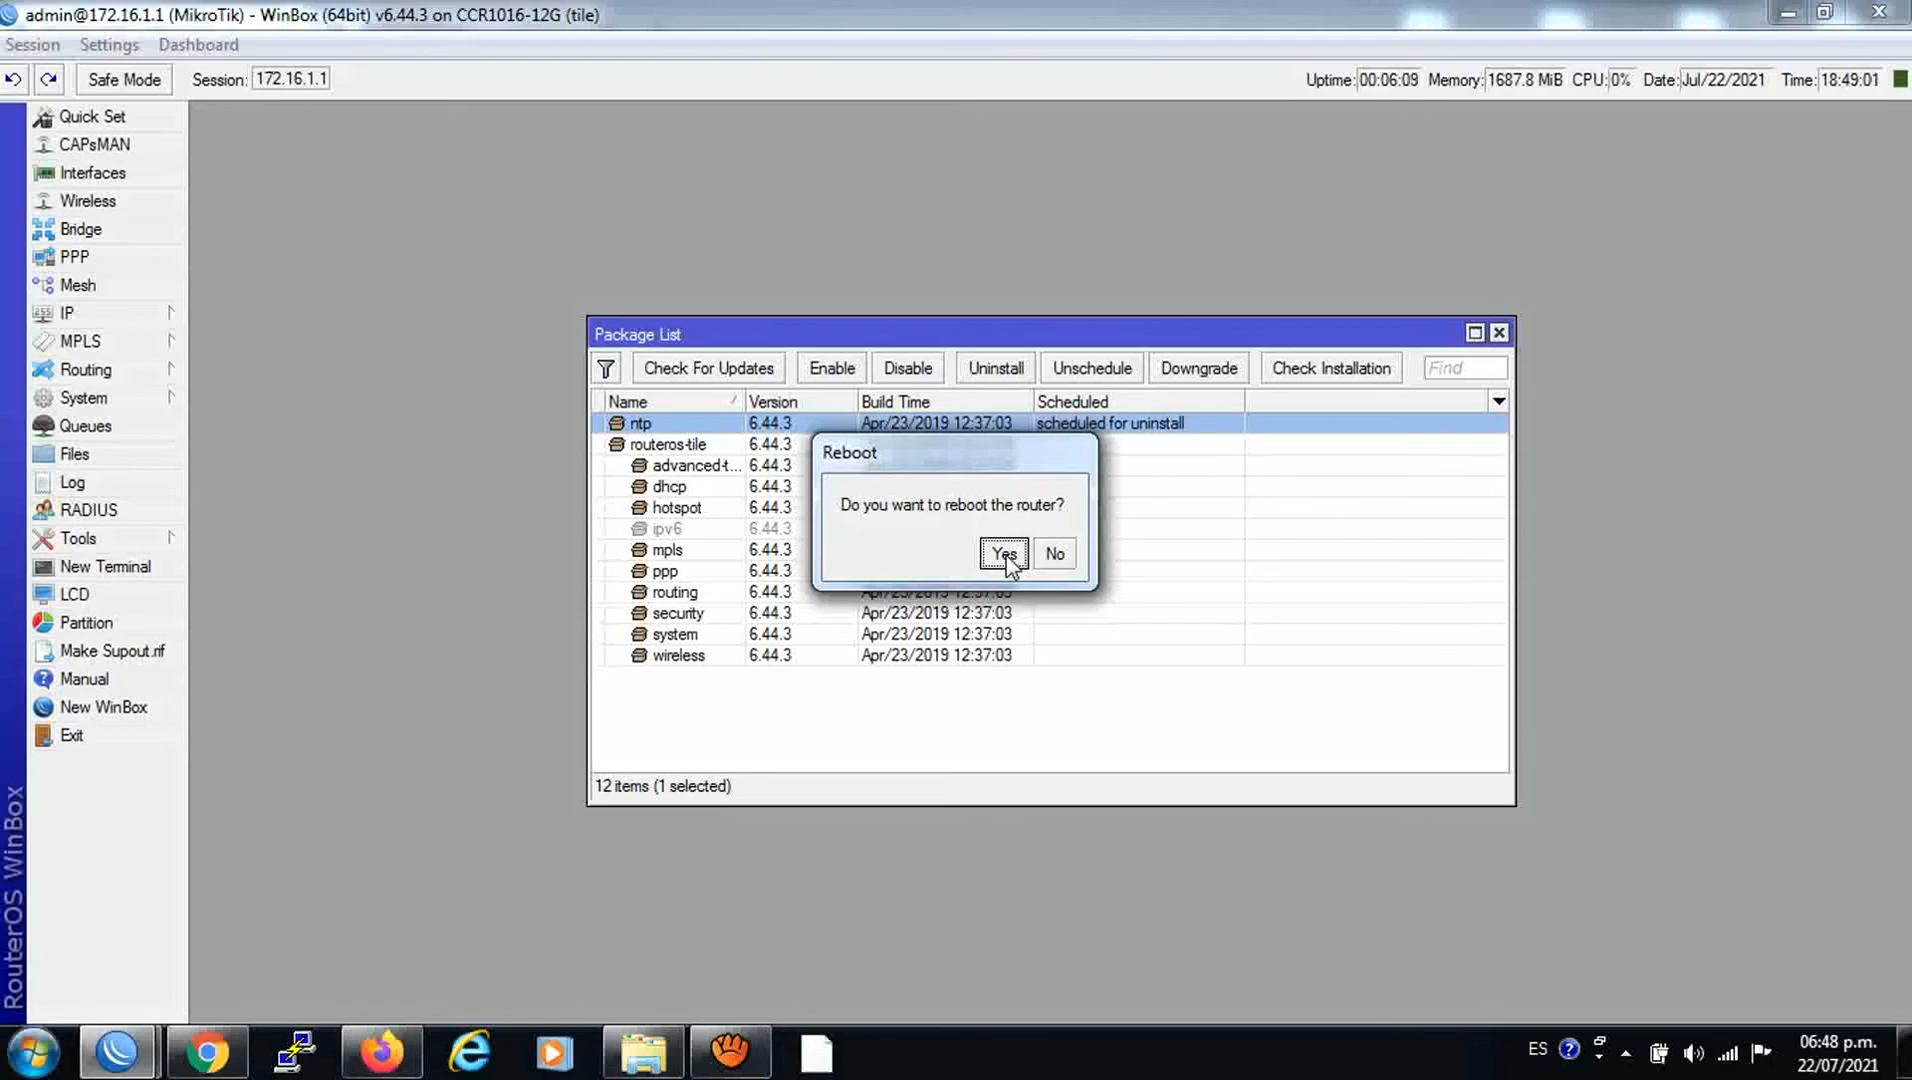 admin@172.16.1.1 (MikroTik) - WinBox (64bit) v6.44.3 on CCR1016-12G (tile)
Session Settings Dashboard
Safe Mode Session: 172.16.1.1 Uptime: 00:06:09 Memory: 1687.8 MiB CPU: 0% Date: Jul/22/2021 Time: 18:49:01
Quick Set
CAPsMAN
Interfaces
Wireless
Bridge
PPP
Mesh
IP
MPLS
Routing
System
Queues
Files
Log
RADIUS
Tools
New Terminal
LCD
Partition
Make Supout.rif
Manual
New WinBox
Exit
RouterOS WinBox
Package List
Check For Updates Enable Disable Uninstall Unschedule Downgrade Check Installation Find
Name Version Build Time Scheduled
ntp 6.44.3 Apr/23/2019 12:37:03 scheduled for uninstall
routeros-tile 6.44.3
advanced-t... 6.44.3
dhcp 6.44.3
hotspot 6.44.3
ipv6 6.44.3
mpls 6.44.3
ppp 6.44.3
routing 6.44.3 Apr/23/2019 12:37:03
security 6.44.3 Apr/23/2019 12:37:03
system 6.44.3 Apr/23/2019 12:37:03
wireless 6.44.3 Apr/23/2019 12:37:03
12 items (1 selected)
Reboot
Do you want to reboot the router?
Yes No
ES
06:48 p.m.
22/07/2021